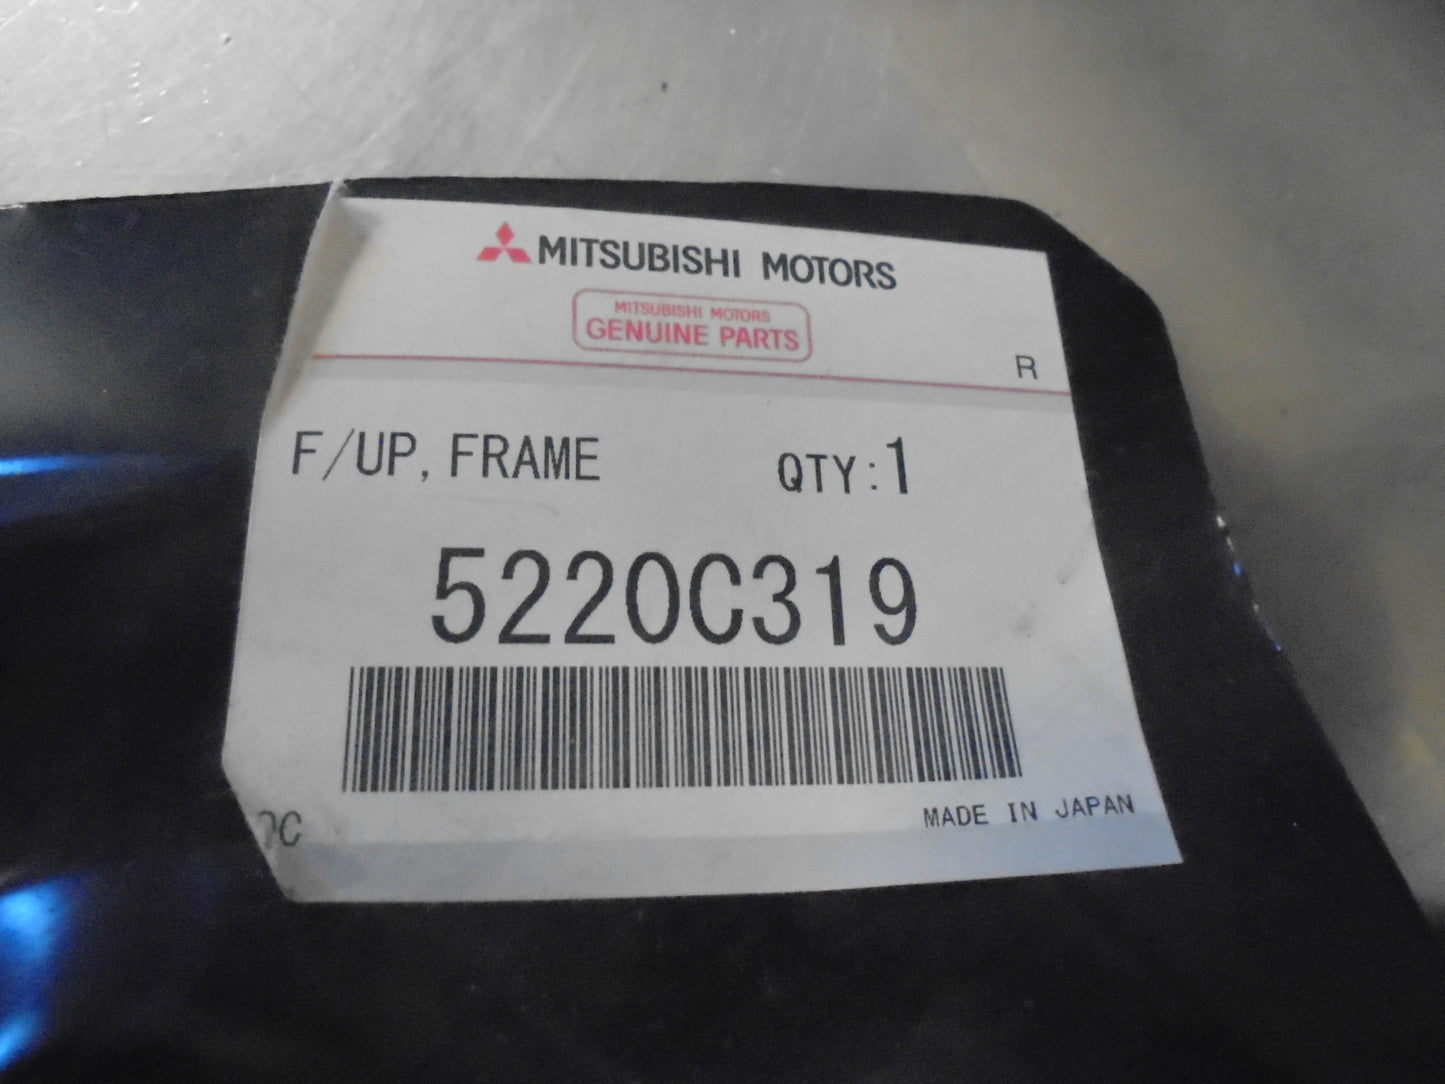 MITSUBISHI MOTORS
MITSUBISHI MOTORS
GENUINE PARTS
R
F/UP, FRAME QTY:1
5220C319
MADE IN JAPAN